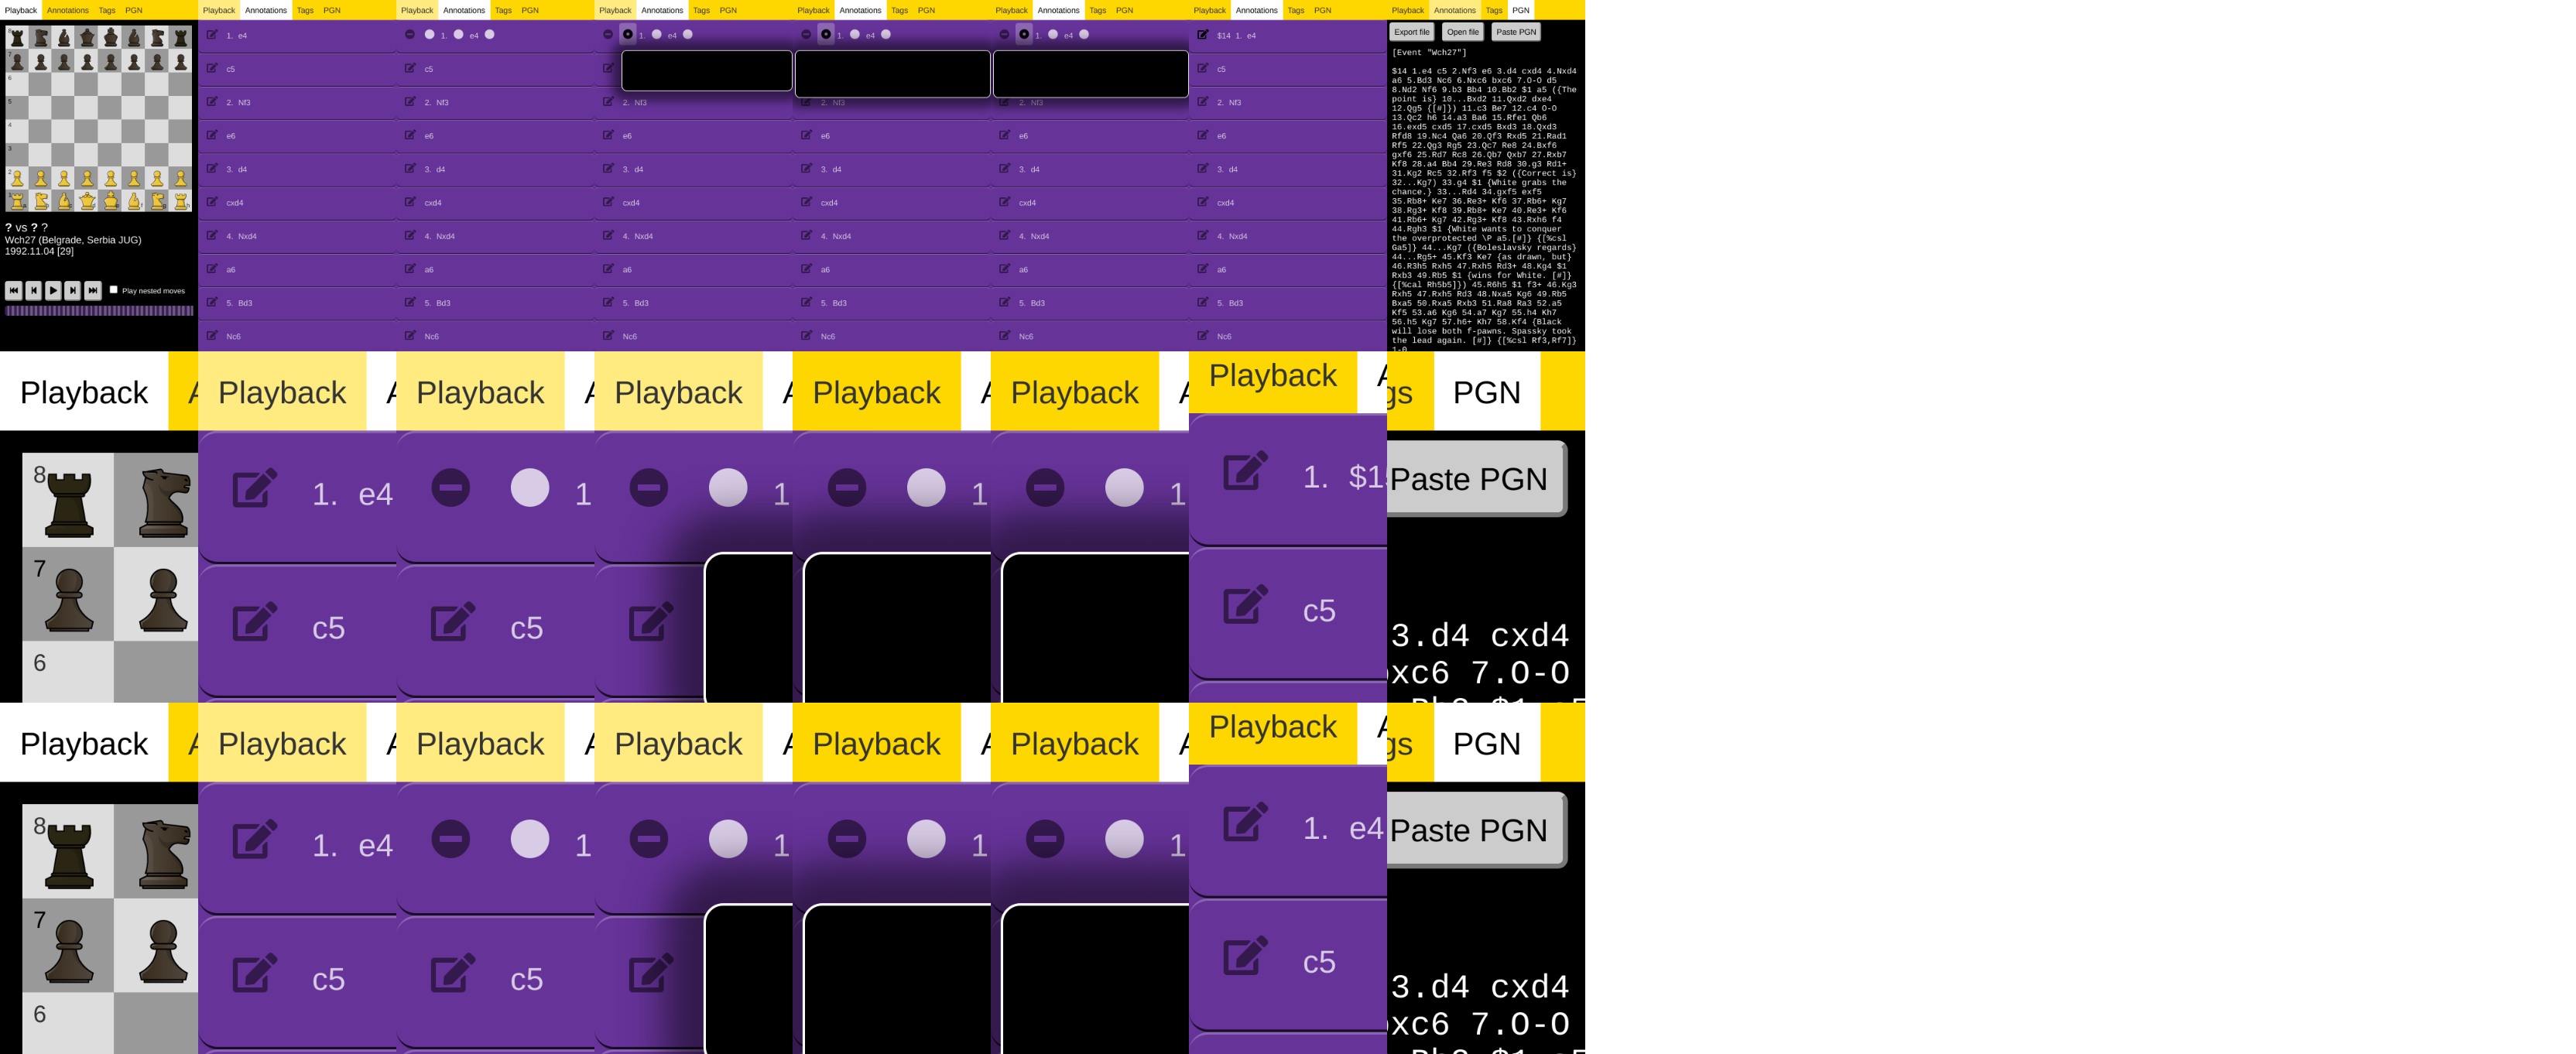 Playback Annotations Tags PGN
8
7
6
5
4
3
2
1
a b c d e f g h
? vs ? ?
Wch27 (Belgrade, Serbia JUG)
1992.11.04 [29]
Play nested moves
Playback Annotations Tags PGN
1. e4
c5
2. Nf3
e6
3. d4
cxd4
4. Nxd4
a6
5. Bd3
Nc6
Playback Annotations Tags PGN
1. e4
c5
2. Nf3
e6
3. d4
cxd4
4. Nxd4
a6
5. Bd3
Nc6
Playback Annotations Tags PGN
1. e4
2. Nf3
e6
3. d4
cxd4
4. Nxd4
a6
5. Bd3
Nc6
Playback Annotations Tags PGN
1. e4
2. Nf3
e6
3. d4
cxd4
4. Nxd4
a6
5. Bd3
Nc6
Playback Annotations Tags PGN
1. e4
2. Nf3
e6
3. d4
cxd4
4. Nxd4
a6
5. Bd3
Nc6
Playback Annotations Tags PGN
$14 1. e4
c5
2. Nf3
e6
3. d4
cxd4
4. Nxd4
a6
5. Bd3
Nc6
Playback Annotations Tags PGN
Export file Open file Paste PGN
[Event "Wch27"]
$14 1.e4 c5 2.Nf3 e6 3.d4 cxd4 4.Nxd4
a6 5.Bd3 Nc6 6.Nxc6 bxc6 7.O-O d5
8.Nd2 Nf6 9.b3 Bb4 10.Bb2 $1 a5 ({The
point is} 10...Bxd2 11.Qxd2 dxe4
12.Qg5 {[#]}) 11.c3 Be7 12.c4 O-O
13.Qc2 h6 14.a3 Ba6 15.Rfe1 Qb6
16.exd5 cxd5 17.cxd5 Bxd3 18.Qxd3
Rfd8 19.Nc4 Qa6 20.Qf3 Rxd5 21.Rad1
Rf5 22.Qg3 Rg5 23.Qc7 Re8 24.Bxf6
gxf6 25.Rd7 Rc8 26.Qb7 Qxb7 27.Rxb7
Kf8 28.a4 Bb4 29.Re3 Rd8 30.g3 Rd1+
31.Kg2 Rc5 32.Rf3 f5 $2 ({Correct is}
32...Kg7) 33.g4 $1 {White grabs the
chance.} 33...Rd4 34.gxf5 exf5
35.Rb8+ Ke7 36.Re3+ Kf6 37.Rb6+ Kg7
38.Rg3+ Kf8 39.Rb8+ Ke7 40.Re3+ Kf6
41.Rb6+ Kg7 42.Rg3+ Kf8 43.Rxh6 f4
44.Rgh3 $1 {White wants to conquer
the overprotected \P a5.[#]} {[%csl
Ga5]} 44...Kg7 ({Boleslavsky regards}
44...Rg5+ 45.Kf3 Ke7 {as drawn, but}
46.R3h5 Rxh5 47.Rxh5 Rd3+ 48.Kg4 $1
Rxb3 49.Rb5 $1 {wins for White. [#]}
{[%cal Rh5b5]}) 45.R6h5 $1 f3+ 46.Kg3
Rxh5 47.Rxh5 Rd3 48.Nxa5 Kg6 49.Rb5
Bxa5 50.Rxa5 Rxb3 51.Ra8 Ra3 52.a5
Kf5 53.a6 Kg6 54.a7 Kg7 55.h4 Kh7
56.h5 Kg7 57.h6+ Kh7 58.Kf4 {Black
will lose both f-pawns. Spassky took
the lead again. [#]} {[%csl Rf3,Rf7]}
1-0
Playback
8
7
6
Playback
1. e4
c5
Playback
1
c5
Playback
1
Playback
1
Playback
1
Playback
1.
c5
PGN
Paste PGN
3.d4 cxd4
xc6 7.O-O
Playback
8
7
6
Playback
1. e4
c5
Playback
1
c5
Playback
1
Playback
1
Playback
1
Playback
1. e4
c5
PGN
Paste PGN
3.d4 cxd4
xc6 7.O-O